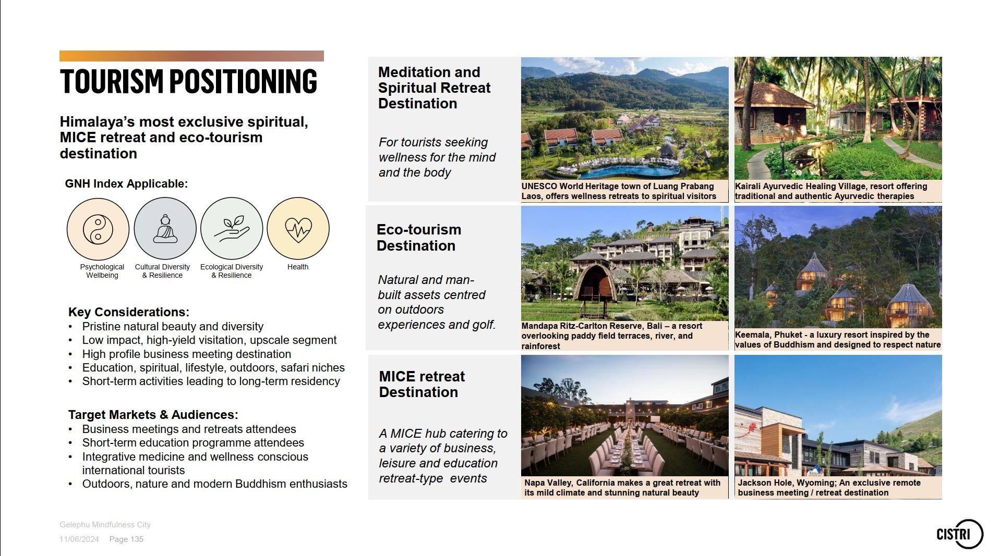 TOURISM POSITIONING
Himalaya’s most exclusive spiritual,
MICE retreat and eco-tourism
destination
GNH Index Applicable:
Psychological
Wellbeing
Cultural Diversity
& Resilience
Ecological Diversity
& Resilience
Health
Key Considerations:
• Pristine natural beauty and diversity
• Low impact, high-yield visitation, upscale segment
• High profile business meeting destination
• Education, spiritual, lifestyle, outdoors, safari niches
• Short-term activities leading to long-term residency
Target Markets & Audiences:
• Business meetings and retreats attendees
• Short-term education programme attendees
• Integrative medicine and wellness conscious
international tourists
• Outdoors, nature and modern Buddhism enthusiasts
Meditation and
Spiritual Retreat
Destination
For tourists seeking
wellness for the mind
and the body
UNESCO World Heritage town of Luang Prabang
Laos, offers wellness retreats to spiritual visitors
Kairali Ayurvedic Healing Village, resort offering
traditional and authentic Ayurvedic therapies
Eco-tourism
Destination
Natural and man-
built assets centred
on outdoors
experiences and golf.
Mandapa Ritz-Carlton Reserve, Bali – a resort
overlooking paddy field terraces, river, and
rainforest
Keemala, Phuket - a luxury resort inspired by the
values of Buddhism and designed to respect nature
MICE retreat
Destination
A MICE hub catering to
a variety of business,
leisure and education
retreat-type events
Napa Valley, California makes a great retreat with
its mild climate and stunning natural beauty
Jackson Hole, Wyoming; An exclusive remote
business meeting / retreat destination
Gelephu Mindfulness City
11/06/2024 Page 135
CISTRI